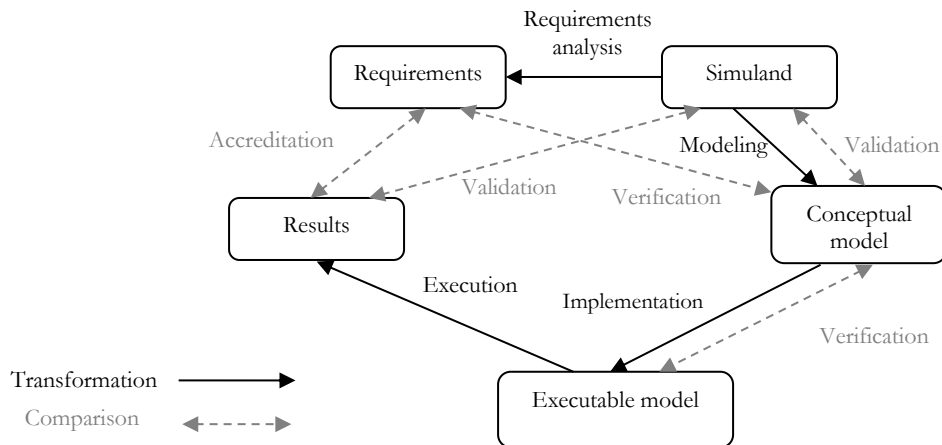 Requirements
analysis
Requirements
Simuland
Accreditation
Modeling
Validation
Validation
Verification
Results
Conceptual
model
Execution
Implementation
Verification
Transformation
Executable model
Comparison